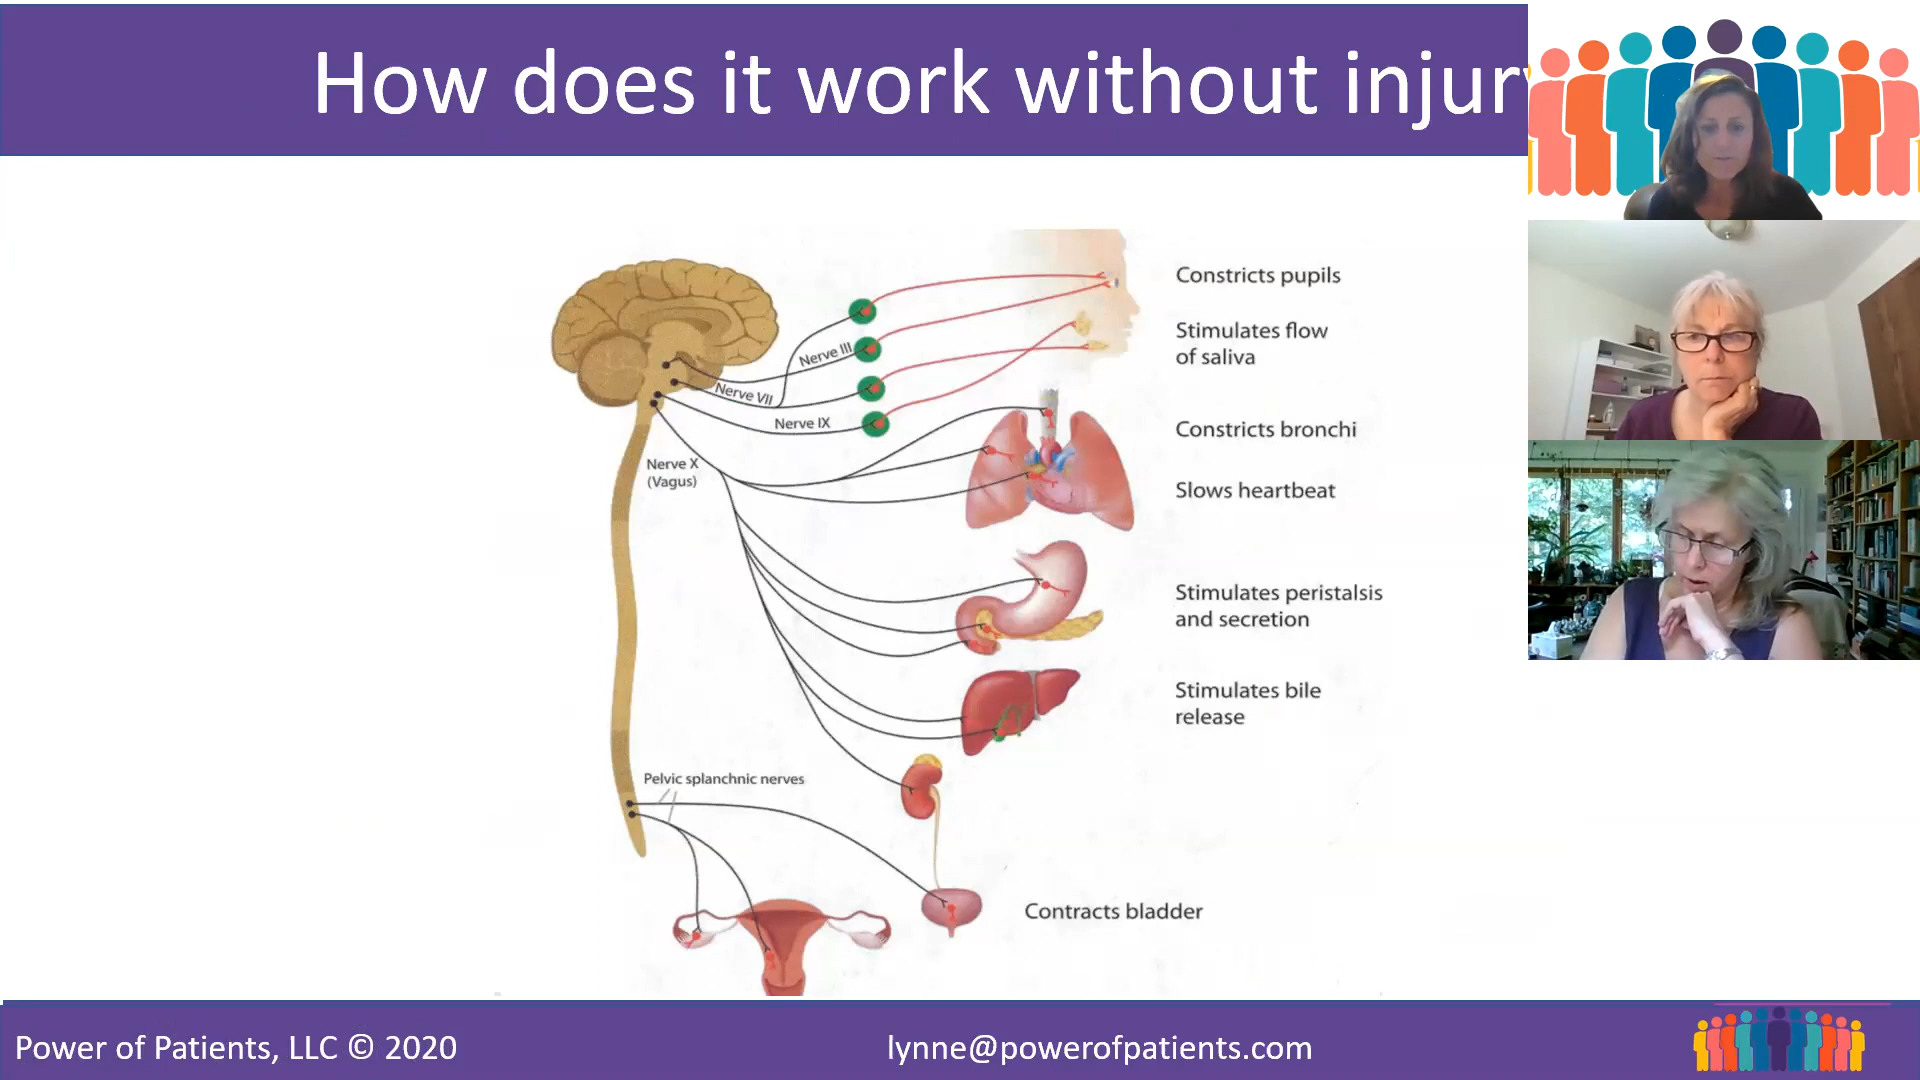 How does it work without injury
Constricts pupils
Stimulates flow
of saliva
Nerve III
Nerve VII
Nerve IX
Constricts bronchi
Nerve X
(Vagus)
Slows heartbeat
Stimulates peristalsis
and secretion
Stimulates bile
release
Pelvic splanchnic nerves
Contracts bladder
Power of Patients, LLC © 2020
lynne@powerofpatients.com